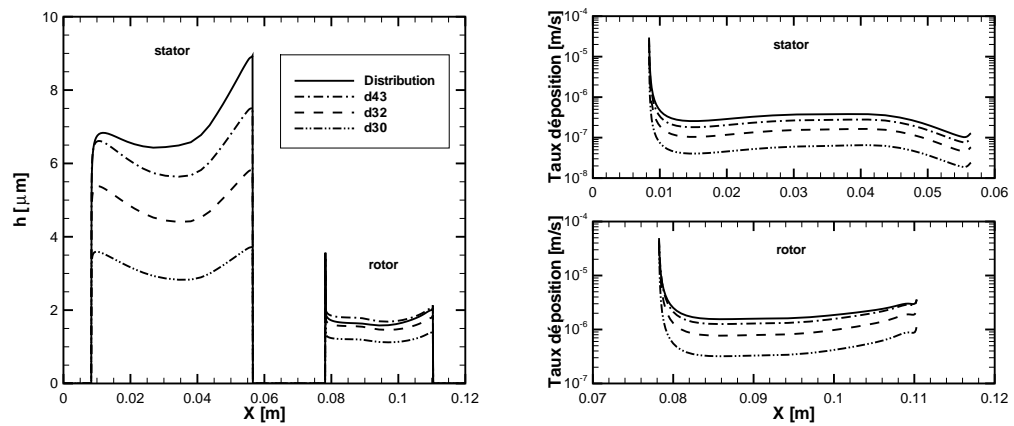 10
8
6
4
2
0
h [μm]
stator
Distribution
d43
d32
d30
rotor
0
0.02
0.04
0.06
0.08
0.1
0.12
X [m]
Taux déposition [m/s]
10-4
10-5
10-6
10-7
10-8
stator
0
0.01
0.02
0.03
0.04
0.05
0.06
Taux déposition [m/s]
10-4
10-5
10-6
10-7
rotor
0.07
0.08
0.09
0.1
0.11
0.12
X [m]